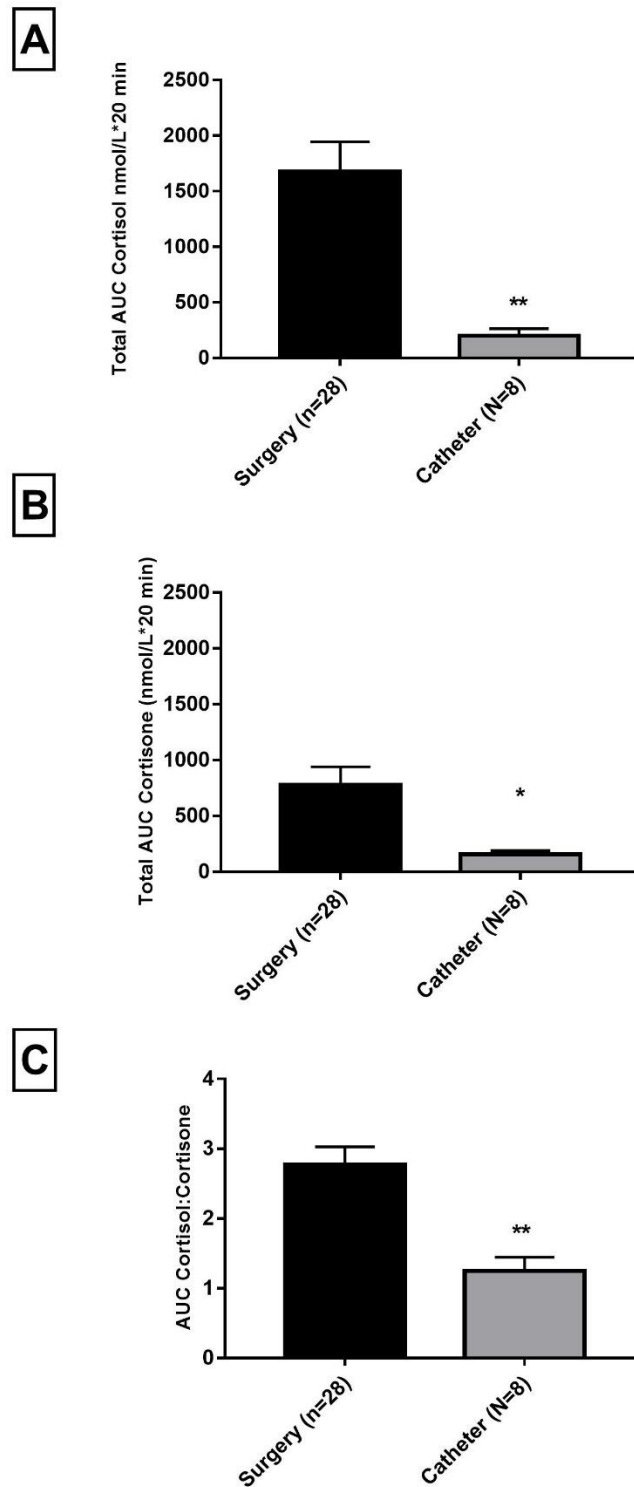 A
Total AUC Cortisol nmol/L*20 min
2500
2000
1500
1000
500
0
**
Surgery (n=28)
Catheter (N=8)
B
Total AUC Cortisone (nmol/L*20 min)
2500
2000
1500
1000
500
0
*
Surgery (n=28)
Catheter (N=8)
C
AUC Cortisol:Cortisone
4
3
2
1
0
**
Surgery (n=28)
Catheter (N=8)